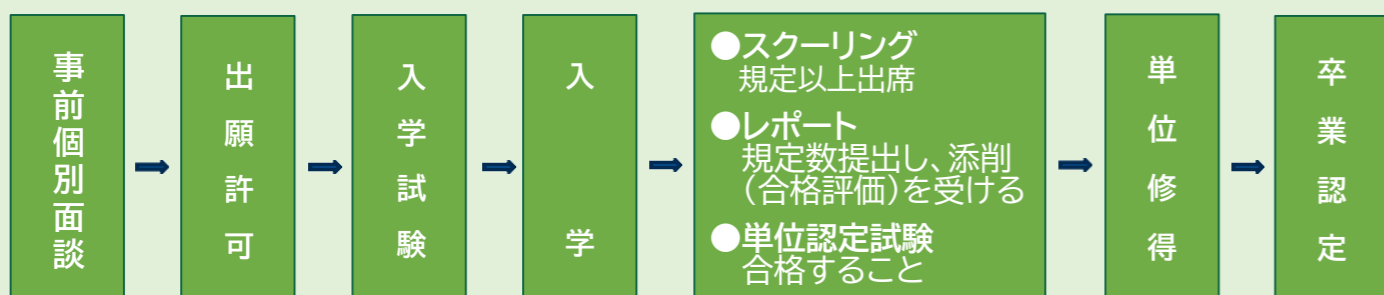 事前個別面談
出願許可
入学試験
入学
●スクーリング
規定以上出席
●レポート
規定数提出し、添削
(合格評価)を受ける
●単位認定試験
合格すること
単位修得
卒業認定